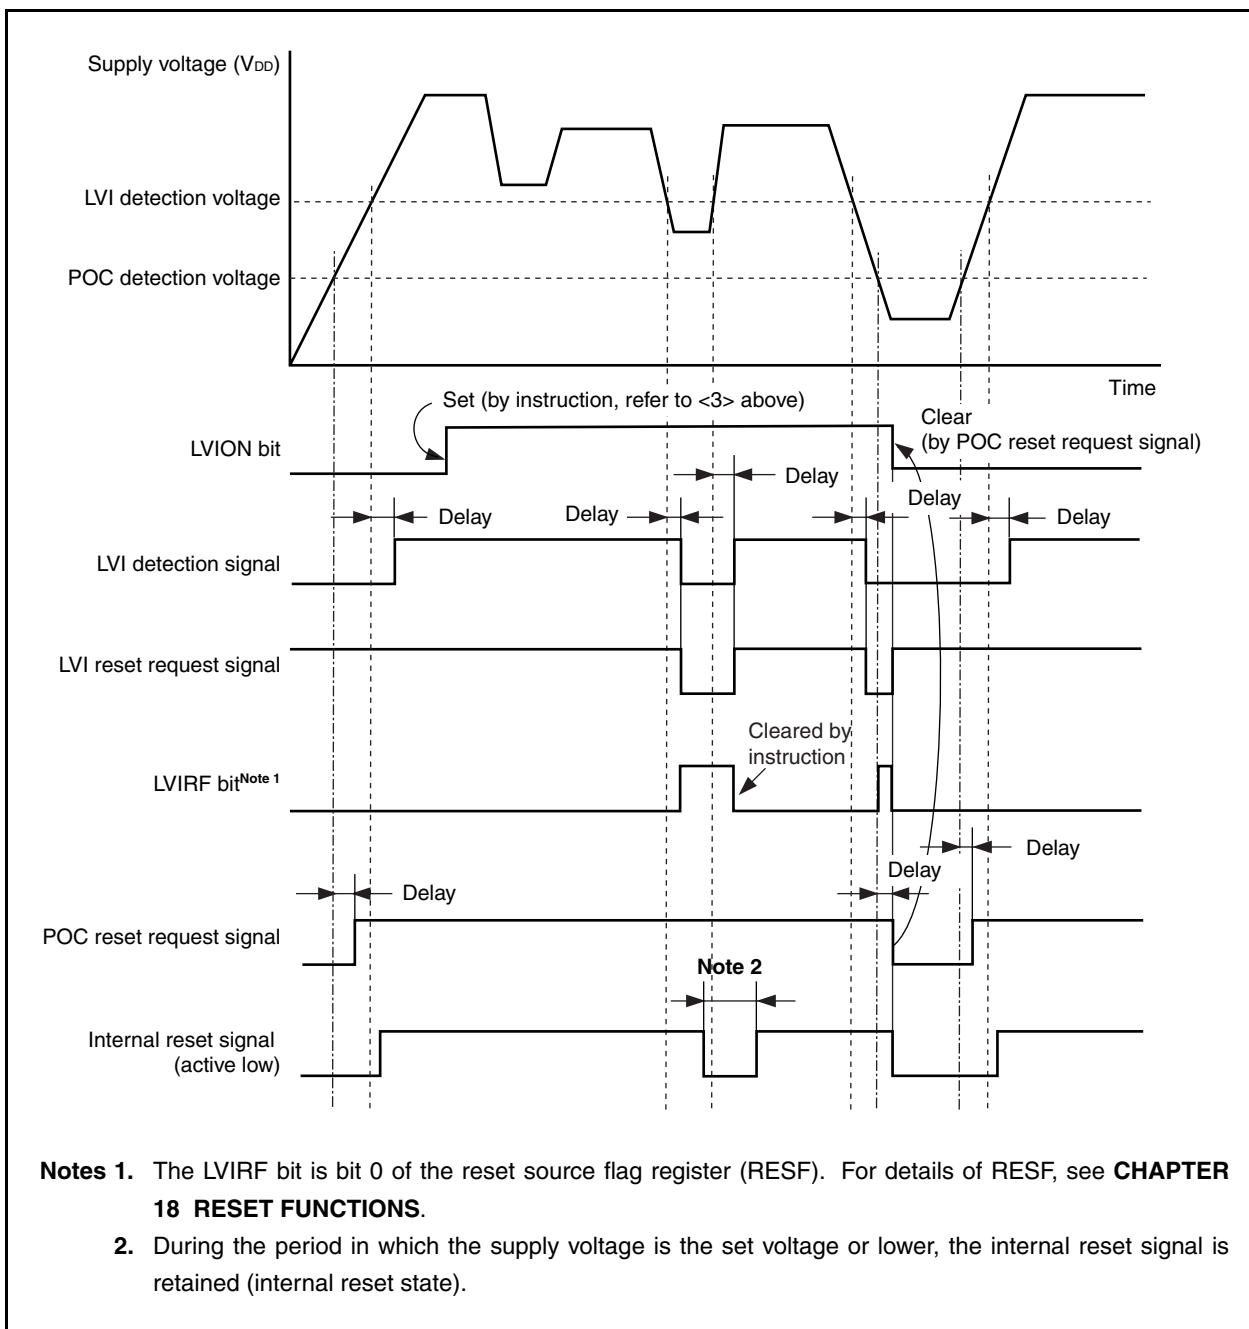 Supply voltage (VDD)
LVI detection voltage
POC detection voltage
Time
Set (by instruction, refer to <3> above)
Clear
(by POC reset request signal)
LVION bit
Delay
Delay
Delay
Delay
Delay
LVI detection signal
LVI reset request signal
Cleared by
instruction
LVIRF bitNote 1
Delay
Delay
Delay
POC reset request signal
Note 2
Internal reset signal
(active low)
Notes 1. The LVIRF bit is bit 0 of the reset source flag register (RESF). For details of RESF, see CHAPTER
18 RESET FUNCTIONS.
2. During the period in which the supply voltage is the set voltage or lower, the internal reset signal is
retained (internal reset state).